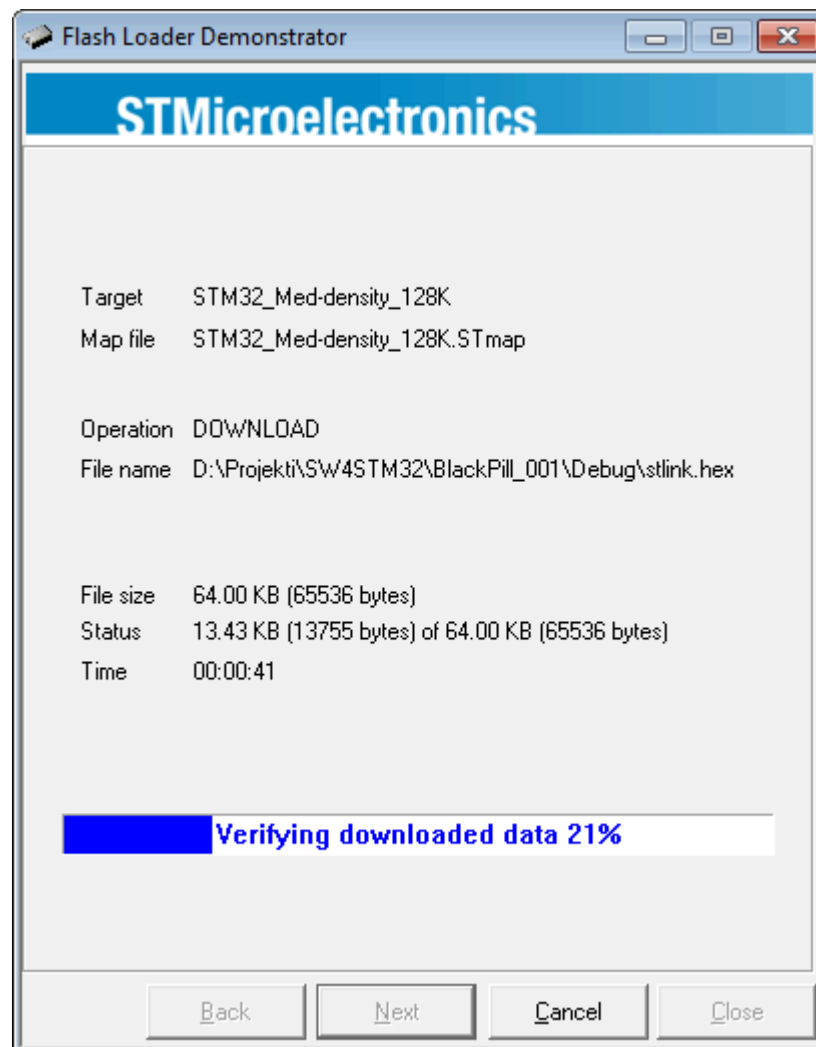 Flash Loader Demonstrator
STMicroelectronics
Target STM32_Med-density_128K
Map file STM32_Med-density_128K.STmap
Operation DOWNLOAD
File name D:\Projekti\SW4STM32\BlackPill_001\Debug\stlink.hex
File size 64.00 KB (65536 bytes)
Status 13.43 KB (13755 bytes) of 64.00 KB (65536 bytes)
Time 00:00:41
Verifying downloaded data 21%
Back Next Cancel Close